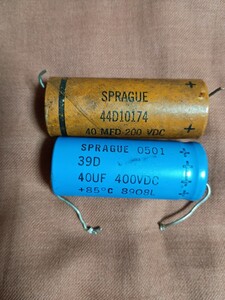 SPRAGUE
44D10174
40 MFD-200 VDC
SPRAGUE 0501
39D
40UF 400VDC
+85°C 8908L